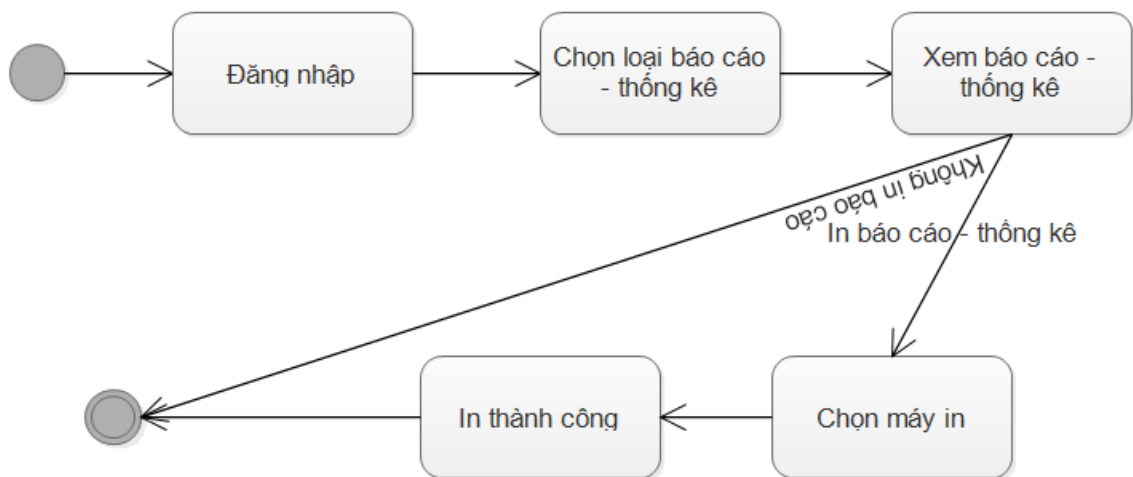 Đăng nhập
Chọn loại báo cáo
- thống kê
Xem báo cáo -
thống kê
Không in báo cáo
In báo cáo - thống kê
In thành công
Chọn máy in